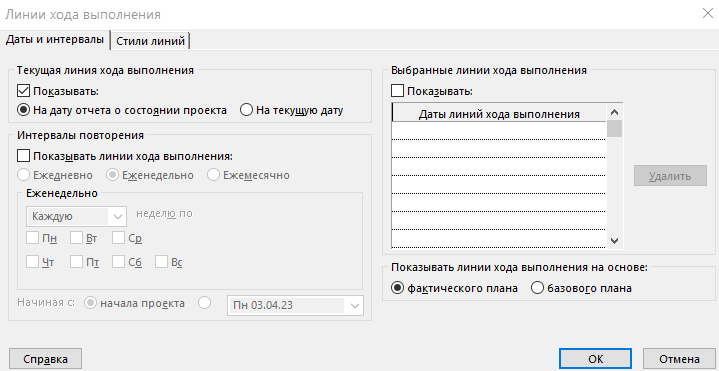 Линии хода выполнения
Даты и интервалы
Стили линий
Текущая линия хода выполнения
Показывать:
На дату отчета о состоянии проекта
На текущую дату
Интервалы повторения
Показывать линии хода выполнения:
Ежедневно
Еженедельно
Ежемесячно
Еженедельно
Каждую
неделю по
Пн
Вт
Ср
Чт
Пт
Сб
Вс
Начиная с:
начала проекта
Пн 03.04.23
Выбранные линии хода выполнения
Показывать:
Даты линий хода выполнения
Удалить
Показывать линии хода выполнения на основе:
фактического плана
базового плана
Справка
ОК
Отмена